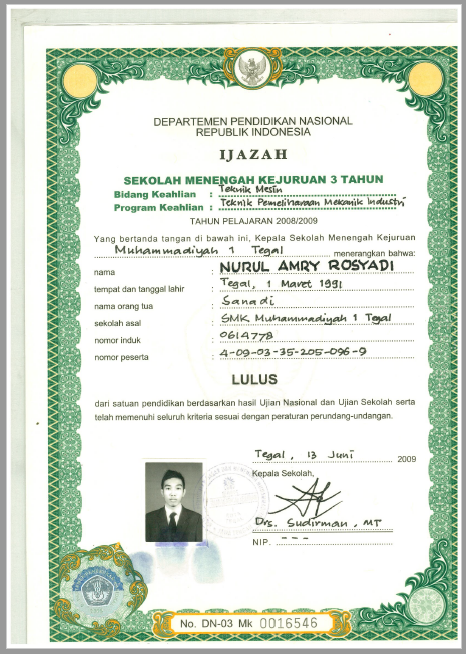 DEPARTEMEN PENDIDIKAN NASIONAL
REPUBLIK INDONESIA
IJAZAH
SEKOLAH MENENGAH KEJURUAN 3 TAHUN
Bidang Keahlian : Teknik Mesin
Program Keahlian : Teknik Pemeliharaan Mekanik Industri
TAHUN PELAJARAN 2008/2009
Yang bertanda tangan di bawah ini, Kepala Sekolah Menengah Kejuruan
Muhammadiyah 1 Tegal menerangkan bahwa:
nama : NURUL AMRY ROSYADI
tempat dan tanggal lahir : Tegal, 1 Maret 1991
nama orang tua : Sanadi
sekolah asal : SMK Muhammadiyah 1 Tegal
nomor induk : 0614778
nomor peserta : 4-09-03-35-205-096-9
LULUS
dari satuan pendidikan berdasarkan hasil Ujian Nasional dan Ujian Sekolah serta
telah memenuhi seluruh kriteria sesuai dengan peraturan perundang-undangan.
Tegal, 13 Juni 2009
Kepala Sekolah,
Drs. Sudirman, MT
NIP. ---
No. DN-03 Mk 0016546